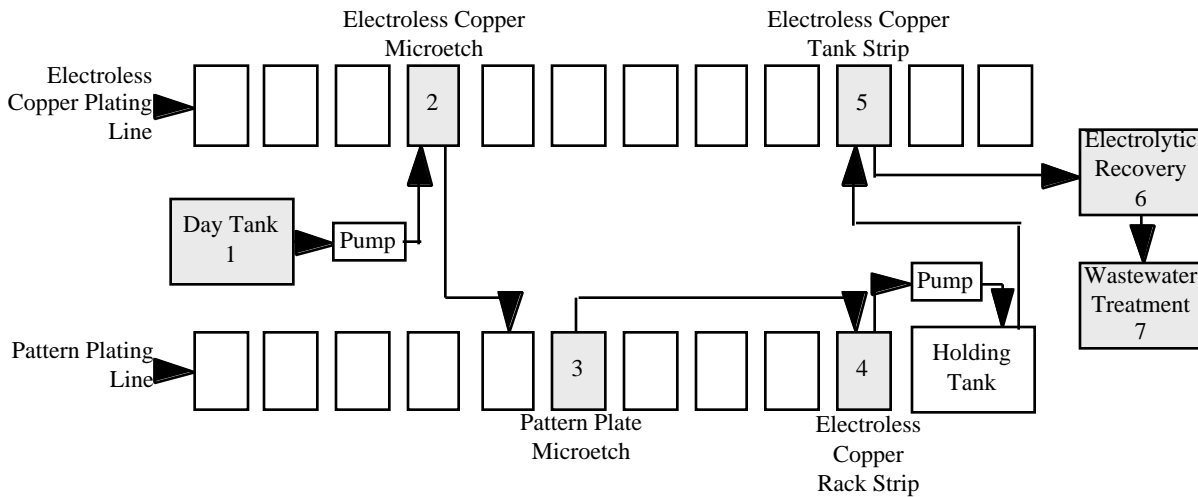 Electroless Copper
Microetch
Electroless Copper
Tank Strip
Electroless
Copper Plating
Line
2
5
Electrolytic
Recovery
6
Day Tank
1
Pump
Pump
Wastewater
Treatment
7
Pattern Plating
Line
3
4
Holding
Tank
Pattern Plate
Microetch
Electroless
Copper
Rack Strip